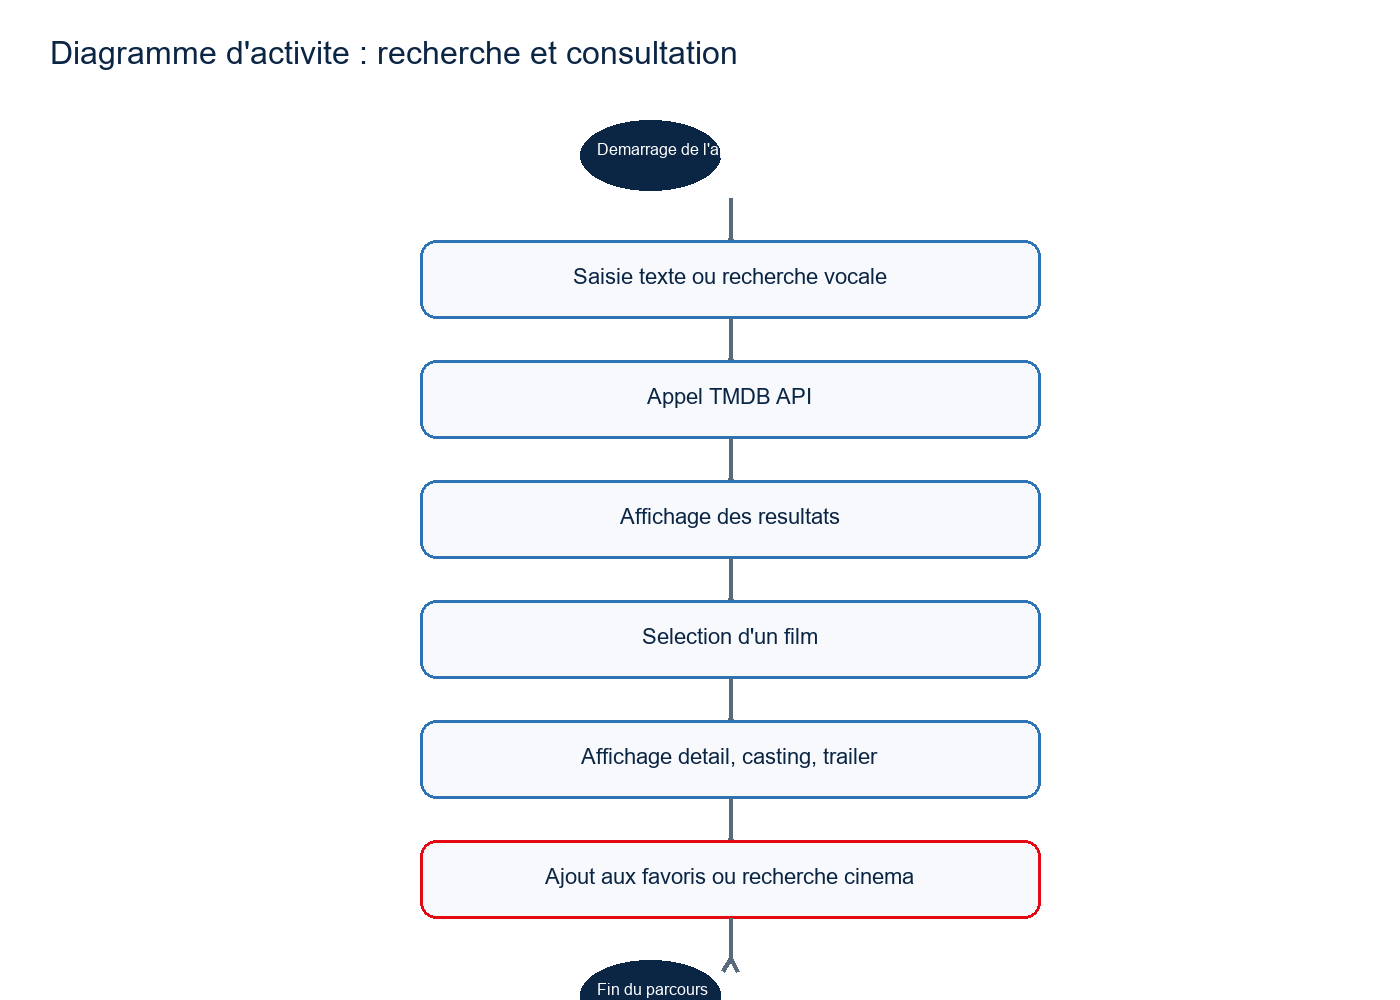 Diagramme d'activite : recherche et consultation
Demarrage de l'a
Saisie texte ou recherche vocale
Appel TMDB API
Affichage des resultats
Selection d'un film
Affichage detail, casting, trailer
Ajout aux favoris ou recherche cinema
Fin du parcours